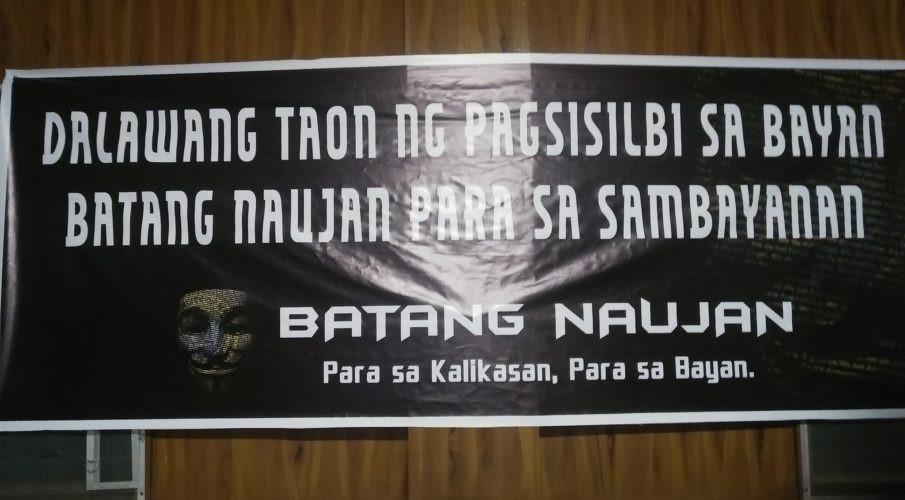 DALAWANG TAON NG PAGSISILBI SA BAYAN
BATANG NAUJAN PARA SA SAMBAYANAN
BATANG NAUJAN
Para sa Kalikasan, Para sa Bayan.